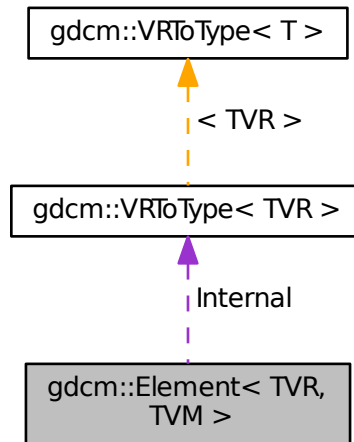 gdcm::VRToType< T >
< TVR >
gdcm::VRToType< TVR >
Internal
gdcm::Element< TVR,
TVM >